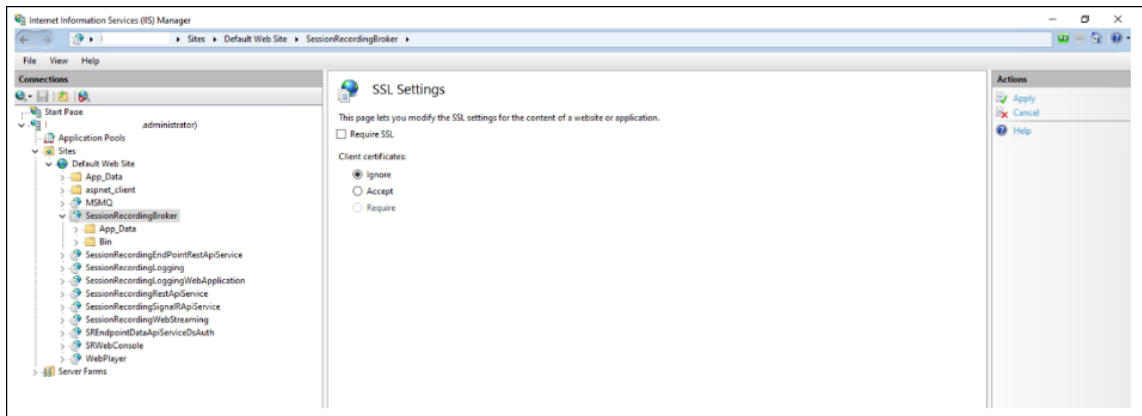 Internet Information Services (IIS) Manager
Sites Default Web Site SessionRecordingBroker
File View Help
Connections
Start Page
administrator)
Application Pools
Sites
Default Web Site
App_Data
aspnet_client
MSMQ
SessionRecordingBroker
App_Data
Bin
SessionRecordingEndPointRestApiService
SessionRecordingLogging
SessionRecordingLoggingWebApplication
SessionRecordingRestApiService
SessionRecordingSignalRApiService
SessionRecordingWebStreaming
SREndpointDataApiServiceDsAuth
SRWebConsole
WebPlayer
Server Farms
SSL Settings
This page lets you modify the SSL settings for the content of a website or application.
Require SSL
Client certificates:
Ignore
Accept
Require
Actions
Apply
Cancel
Help